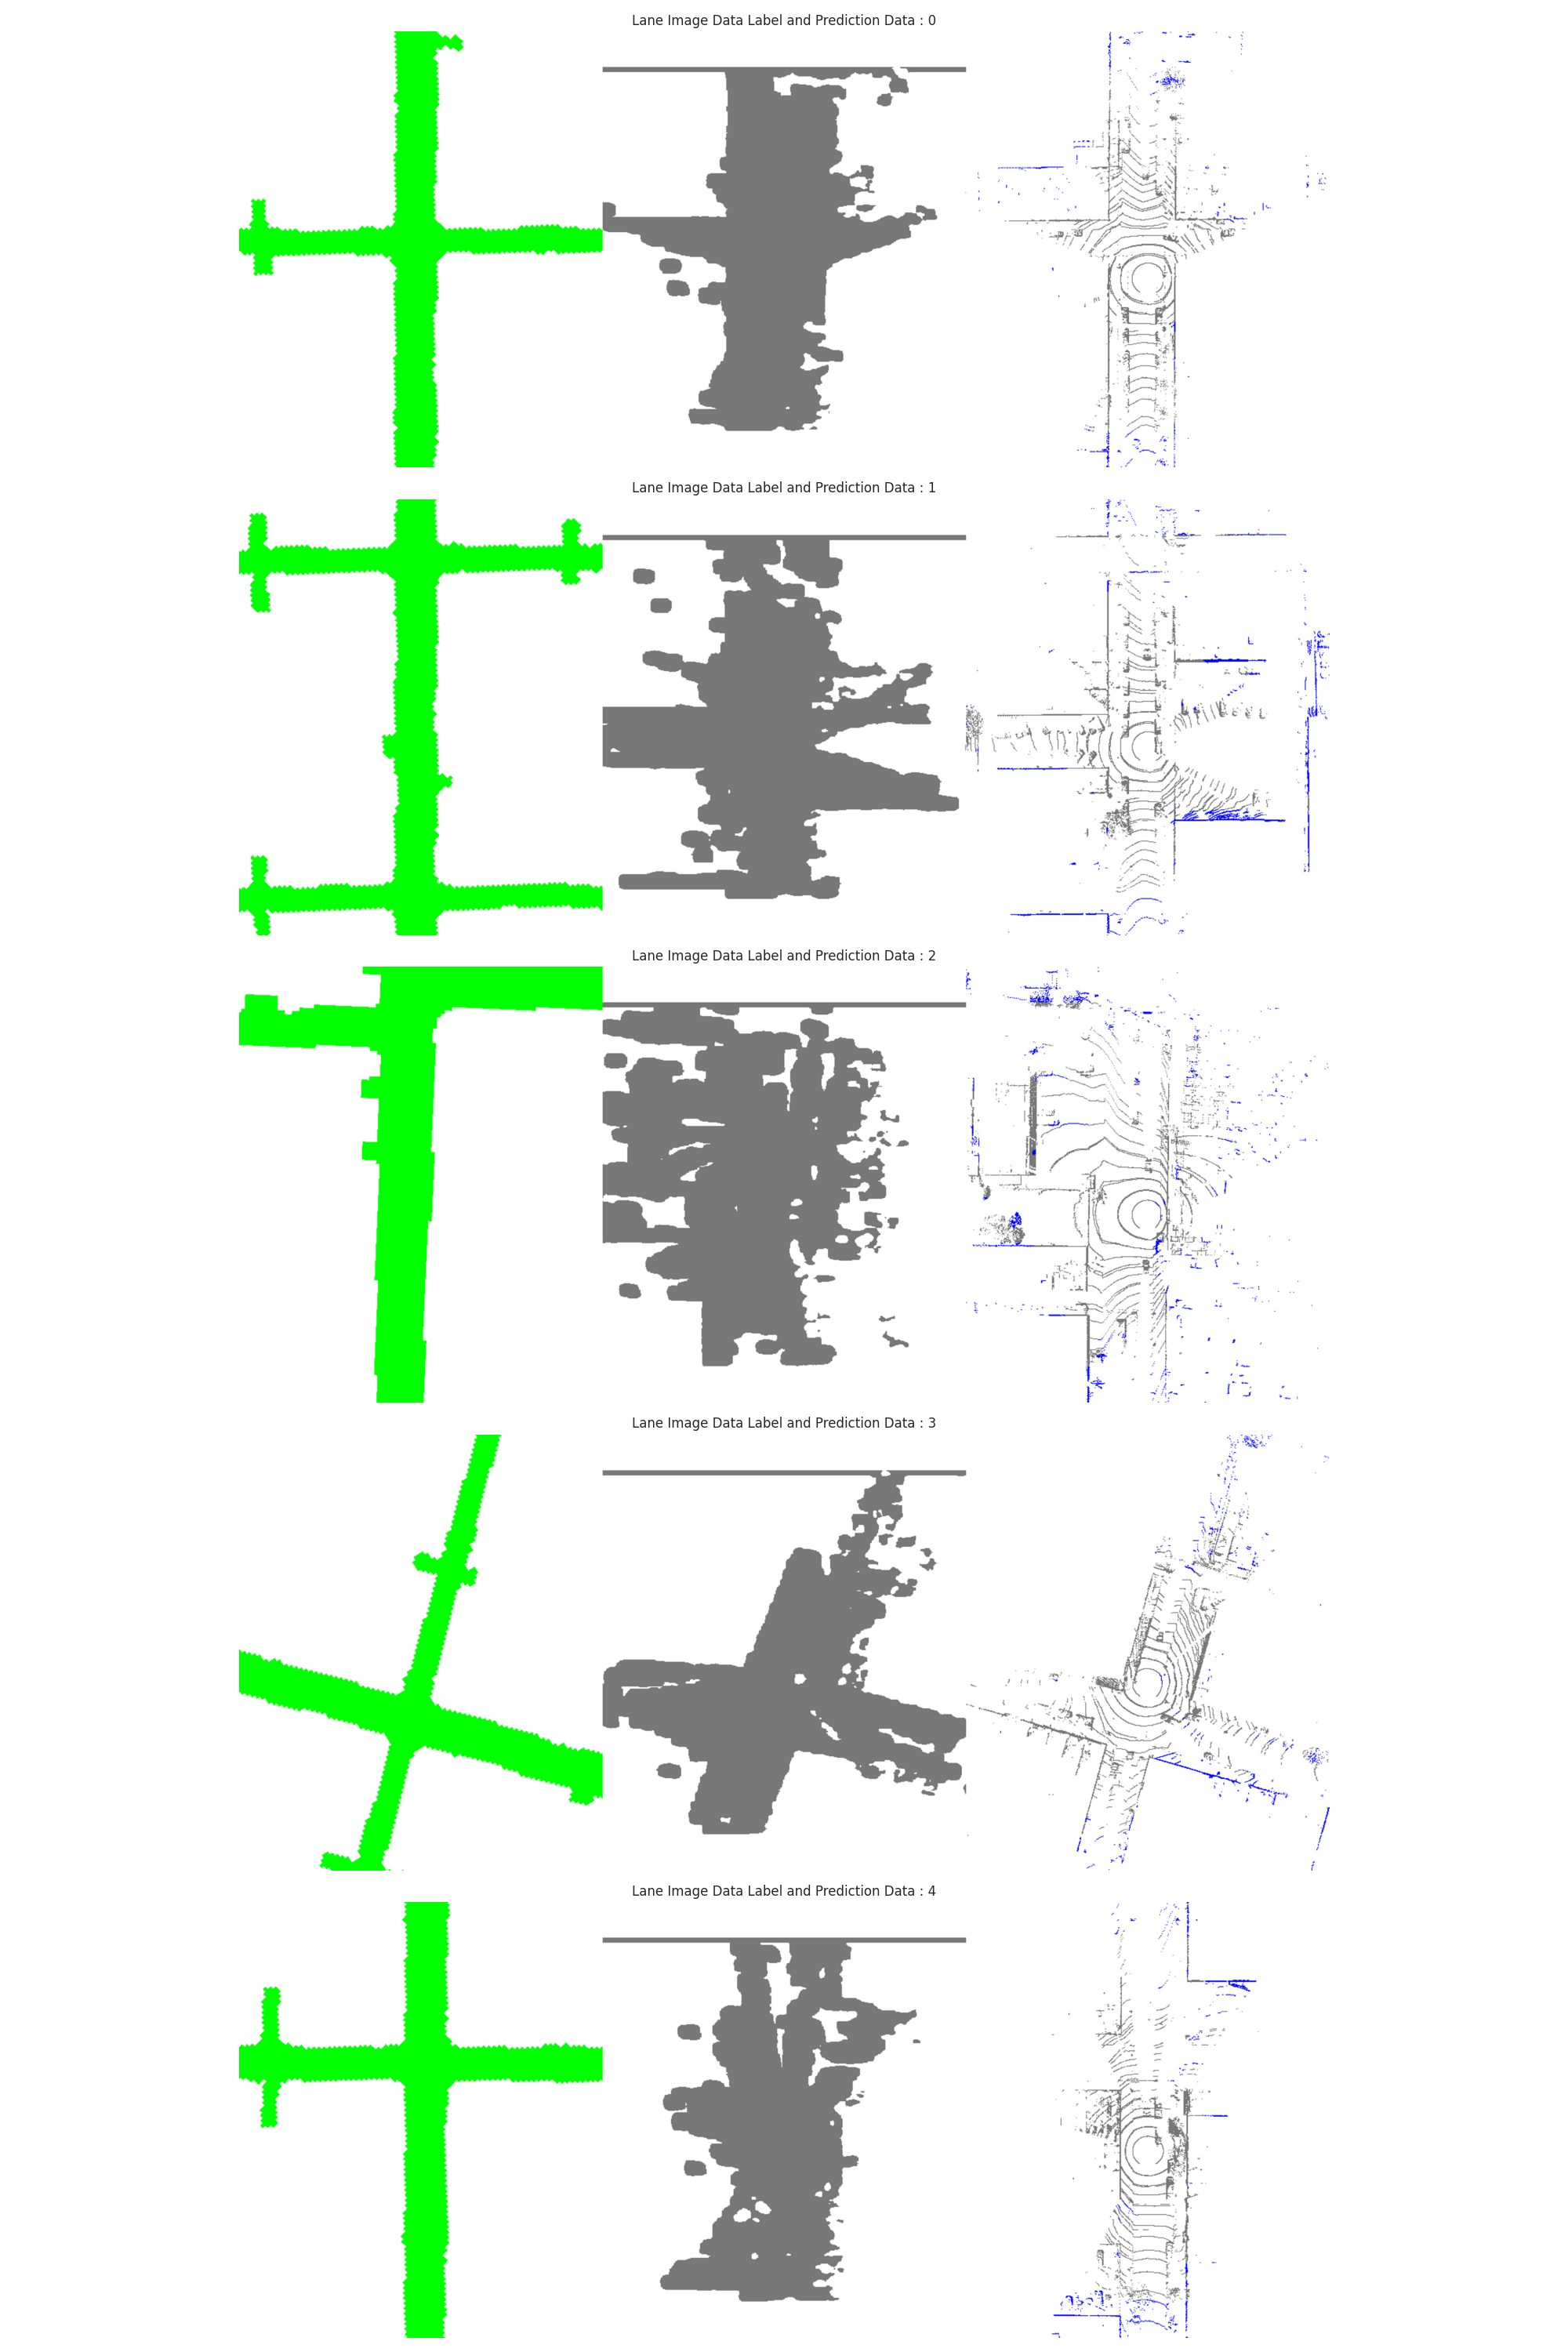 Lane Image Data Label and Prediction Data : 0
Lane Image Data Label and Prediction Data : 1
Lane Image Data Label and Prediction Data : 2
Lane Image Data Label and Prediction Data : 3
Lane Image Data Label and Prediction Data : 4